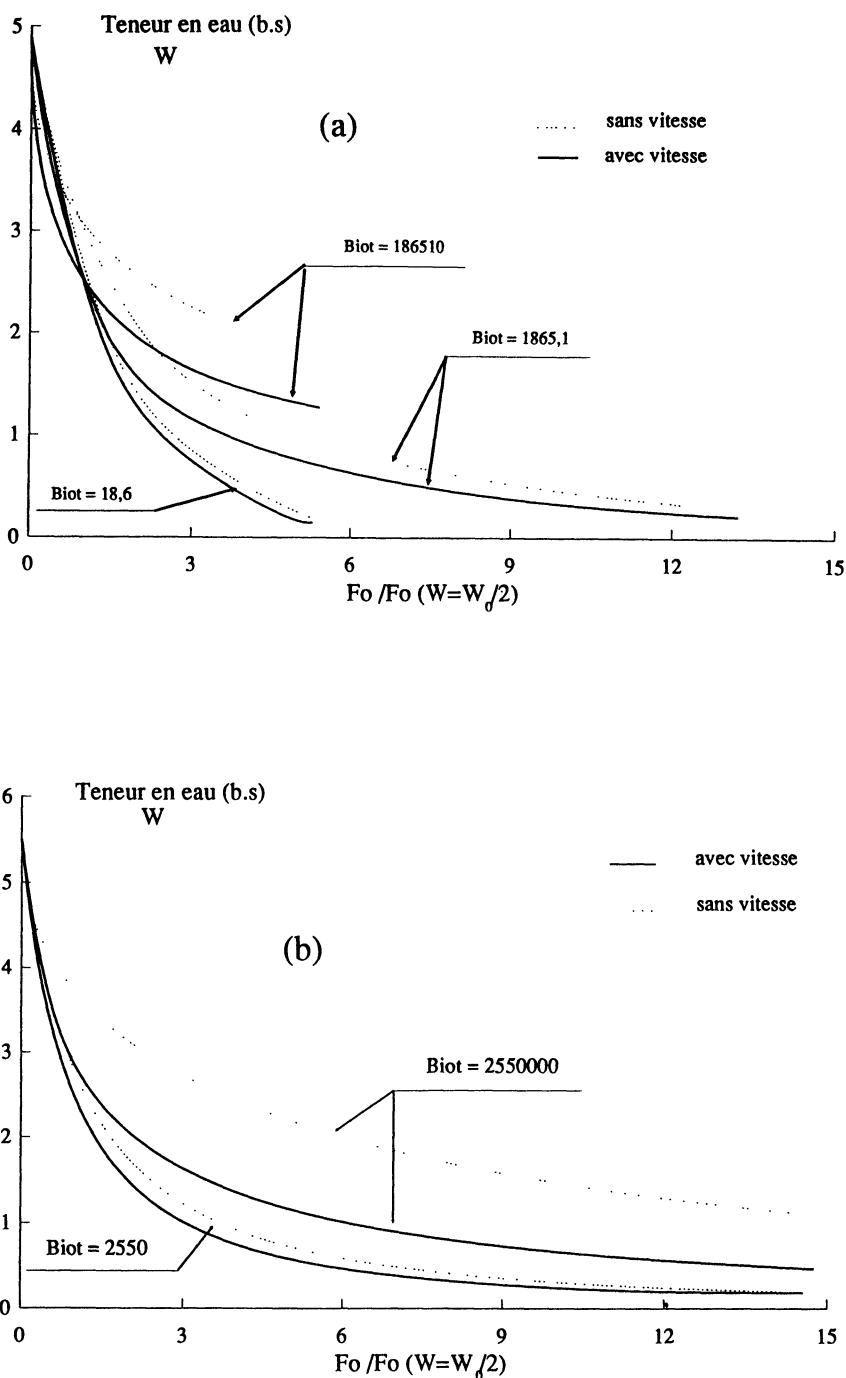 Teneur en eau (b.s)
W
5
4
3
2
1
0
(a)
sans vitesse
avec vitesse
Biot = 186510
Biot = 1865,1
Biot = 18,6
0 3 6 9 12 15
Fo /Fo (W=W0/2)
Teneur en eau (b.s)
W
6
5
4
3
2
1
0
(b)
avec vitesse
sans vitesse
Biot = 2550000
Biot = 2550
0 3 6 9 12 15
Fo /Fo (W=W0/2)